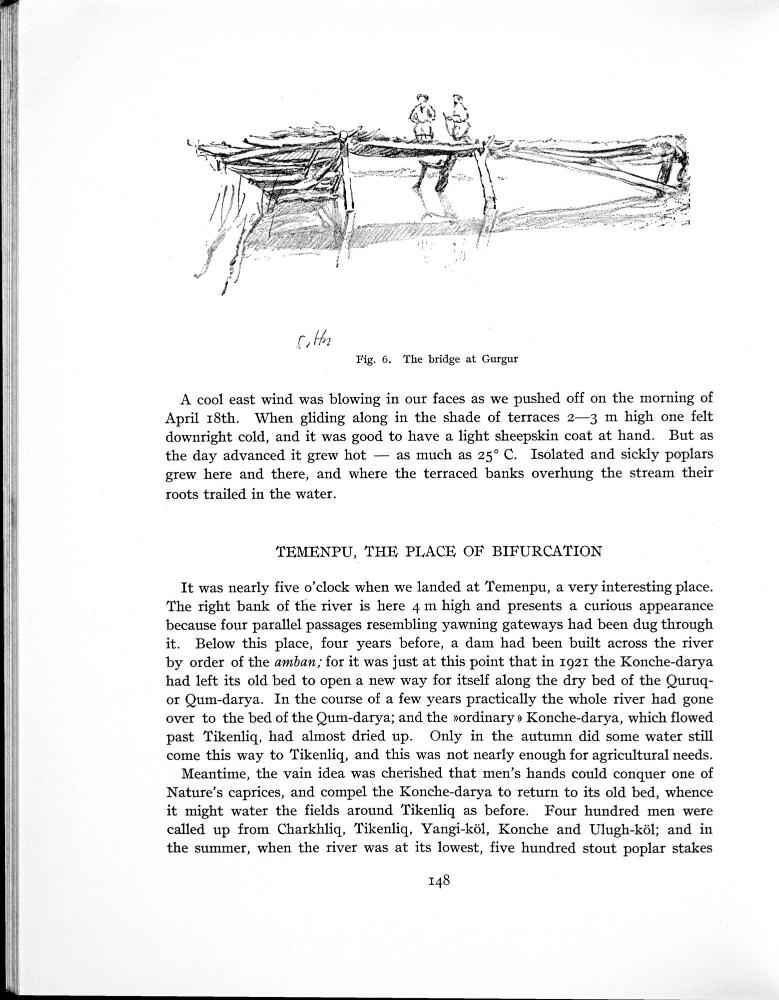 Fig. 6. The bridge at Gurgur
A cool east wind was blowing in our faces as we pushed off on the morning of
April 18th. When gliding along in the shade of terraces 2—3 m high one felt
downright cold, and it was good to have a light sheepskin coat at hand. But as
the day advanced it grew hot — as much as 25° C. Isolated and sickly poplars
grew here and there, and where the terraced banks overhung the stream their
roots trailed in the water.
TEMENPU, THE PLACE OF BIFURCATION
It was nearly five o'clock when we landed at Temenpu, a very interesting place.
The right bank of the river is here 4 m high and presents a curious appearance
because four parallel passages resembling yawning gateways had been dug through
it. Below this place, four years before, a dam had been built across the river
by order of the amban; for it was just at this point that in 1921 the Konche-darya
had left its old bed to open a new way for itself along the dry bed of the Quruq-
or Qum-darya. In the course of a few years practically the whole river had gone
over to the bed of the Qum-darya; and the »ordinary» Konche-darya, which flowed
past Tikenliq, had almost dried up. Only in the autumn did some water still
come this way to Tikenliq, and this was not nearly enough for agricultural needs.
Meantime, the vain idea was cherished that men's hands could conquer one of
Nature's caprices, and compel the Konche-darya to return to its old bed, whence
it might water the fields around Tikenliq as before. Four hundred men were
called up from Charkhliq, Tikenliq, Yangi-köl, Konche and Ulugh-köl; and in
the summer, when the river was at its lowest, five hundred stout poplar stakes
148